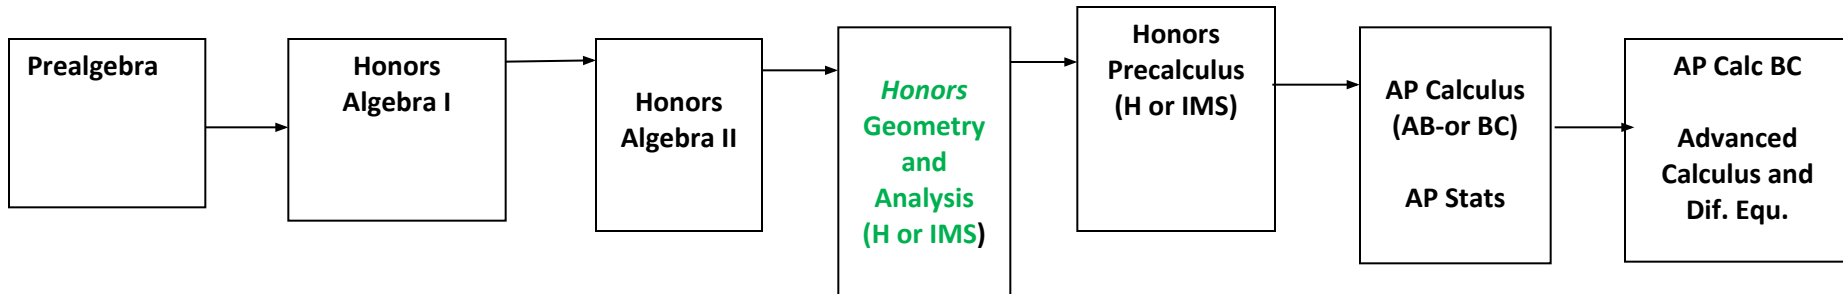 Prealgebra
Honors
Algebra I
Honors
Algebra II
Honors
Geometry
and
Analysis
(H or IMS)
Honors
Precalculus
(H or IMS)
AP Calculus
(AB-or BC)
AP Stats
AP Calc BC
Advanced
Calculus and
Dif. Equ.